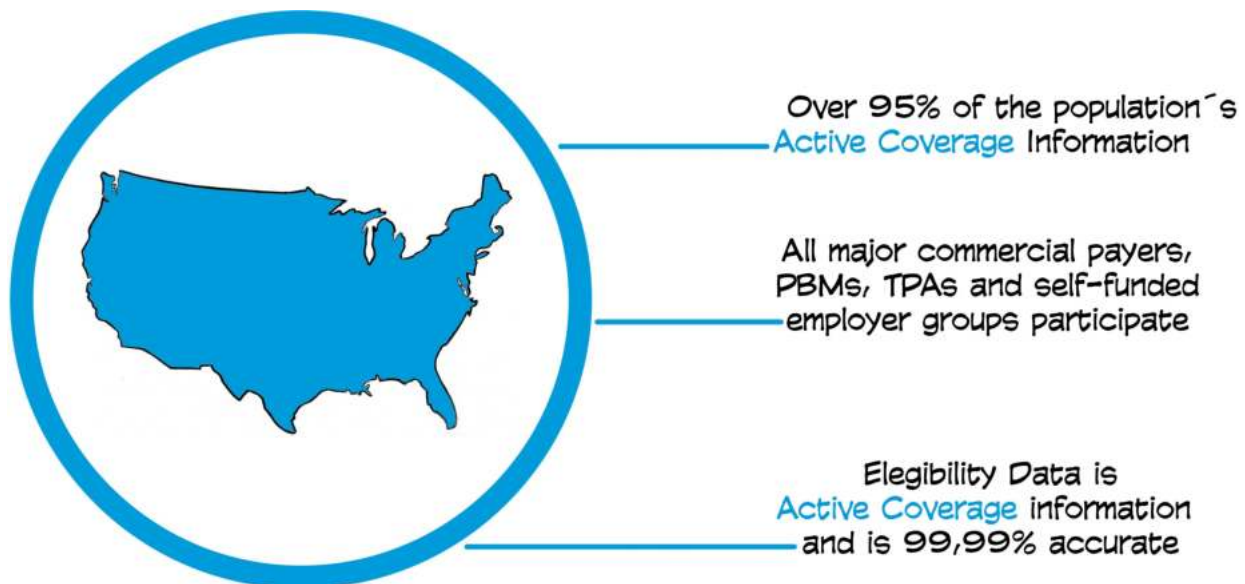 Over 95% of the population´s
Active Coverage Information
All major commercial payers,
PBMs, TPAs and self-funded
employer groups participate
Elegibility Data is
Active Coverage information
and is 99,99% accurate